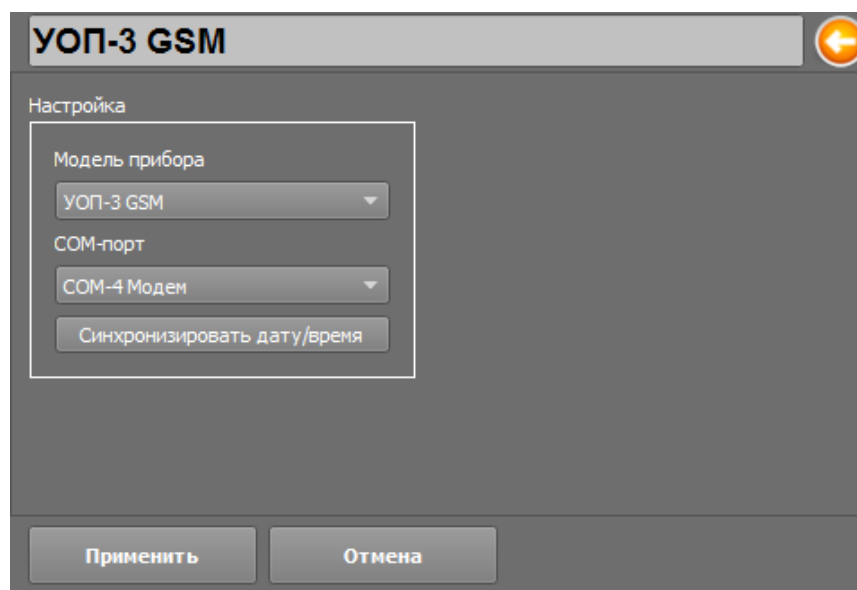 УОП-3 GSM
Настройка
Модель прибора
УОП-3 GSM
COM-порт
COM-4 Модем
Синхронизировать дату/время
Применить
Отмена